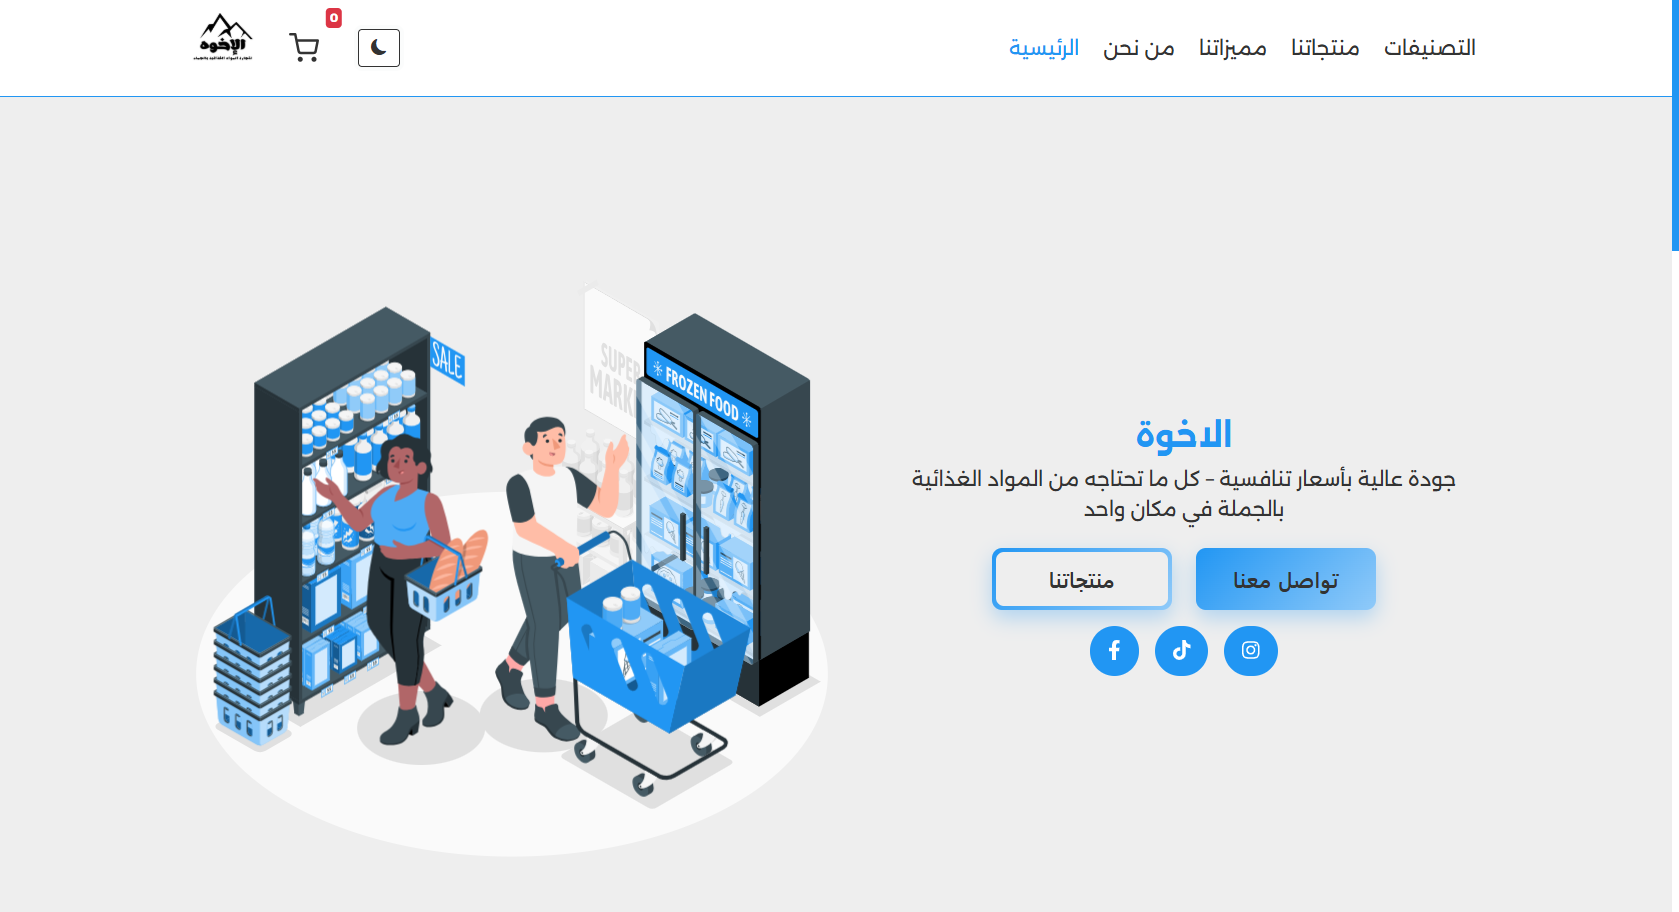 التصنيفات منتجاتنا مميزاتنا من نحن الرئيسية
0
الإخوه
SALE
SUPER
MARK
FROZEN FOOD
الاخوة
جودة عالية بأسعار تنافسية – كل ما تحتاجه من المواد الغذائية
بالجملة في مكان واحد
تواصل معنا
منتجاتنا